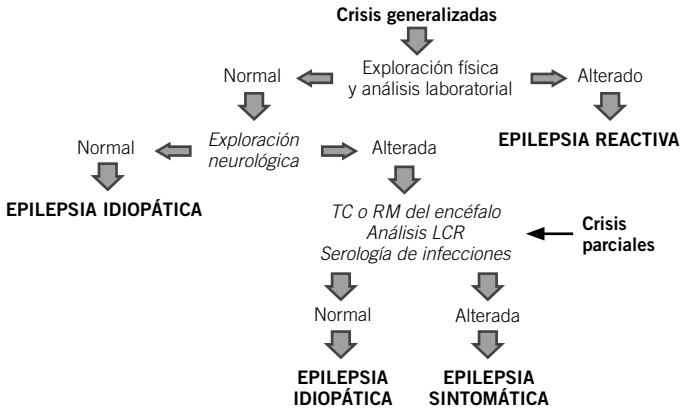 Crisis generalizadas
Normal
Exploración física
y análisis laboratorial
Alterado
EPILEPSIA REACTIVA
Normal
Exploración
neurológica
Alterada
EPILEPSIA IDIOPÁTICA
TC o RM del encéfalo
Análisis LCR
Serología de infecciones
Crisis
parciales
Normal
Alterada
EPILEPSIA
IDIOPÁTICA
EPILEPSIA
SINTOMÁTICA